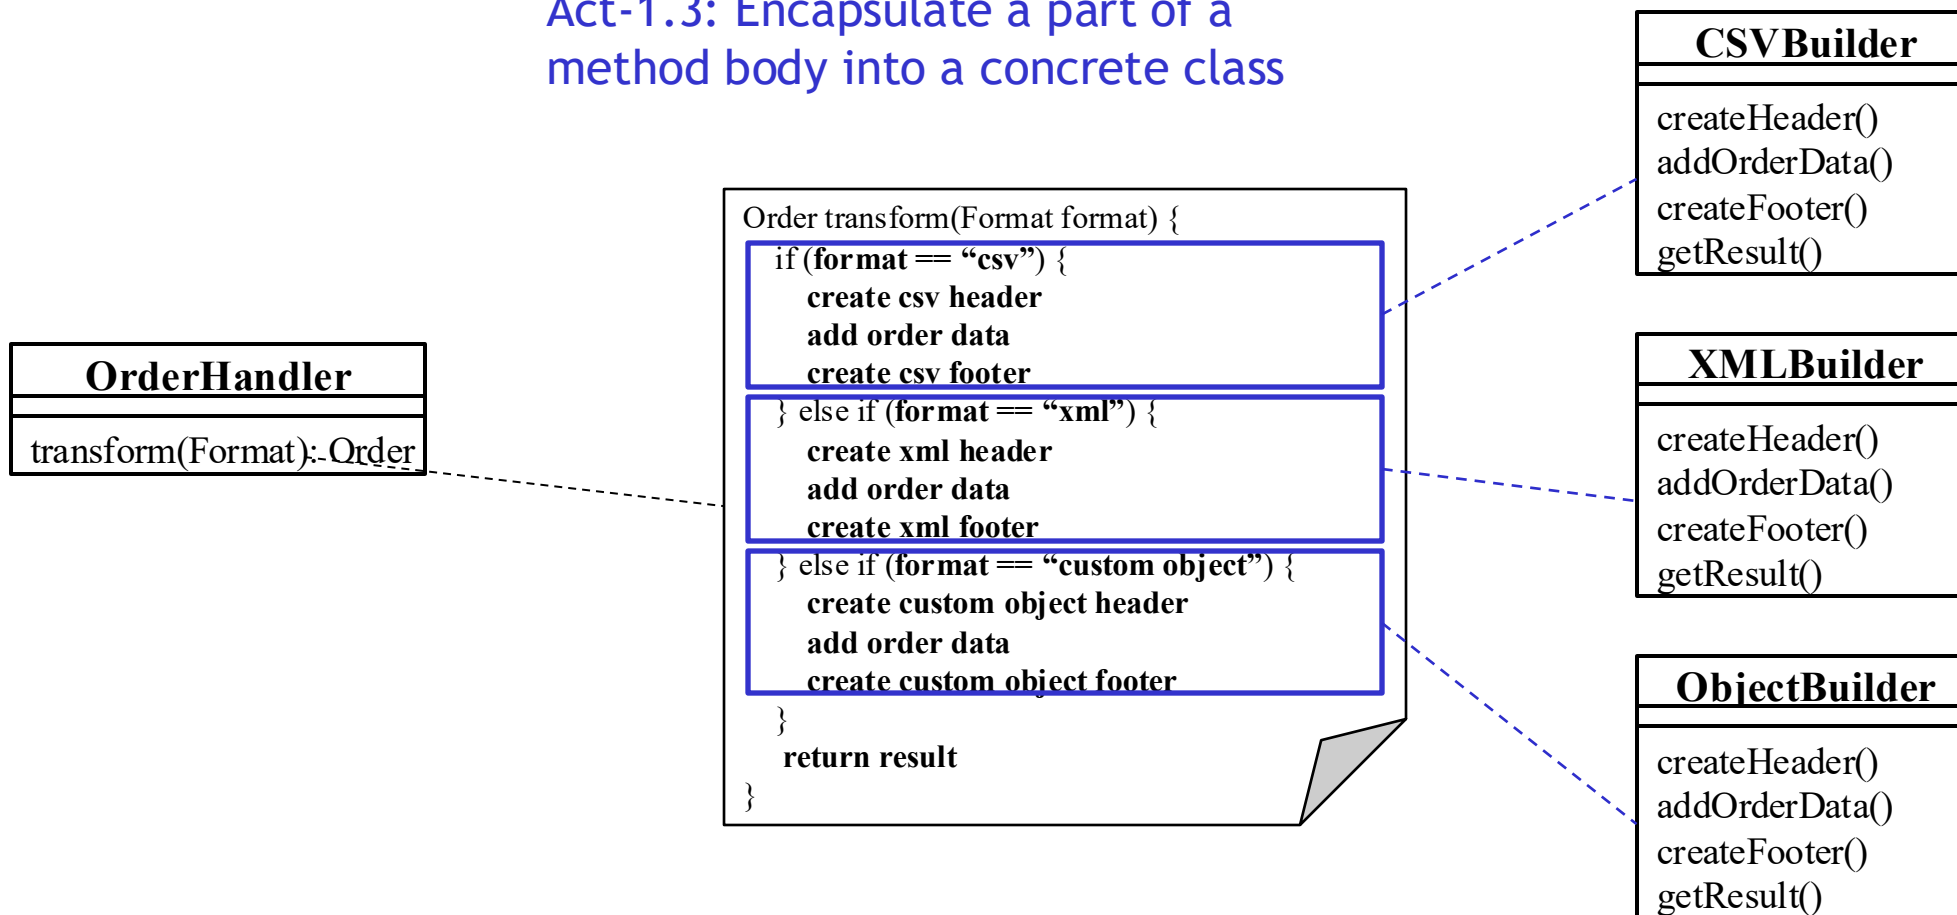 Act-1.3: Encapsulate a part of a
method body into a concrete class
OrderHandler
transform(Format): Order
Order transform(Format format) {
if (format == “csv”) {
create csv header
add order data
create csv footer
} else if (format == “xml”) {
create xml header
add order data
create xml footer
} else if (format == “custom object”) {
create custom object header
add order data
create custom object footer
}
return result
}
CSVBuilder
createHeader()
addOrderData()
createFooter()
getResult()
XMLBuilder
createHeader()
addOrderData()
createFooter()
getResult()
ObjectBuilder
createHeader()
addOrderData()
createFooter()
getResult()